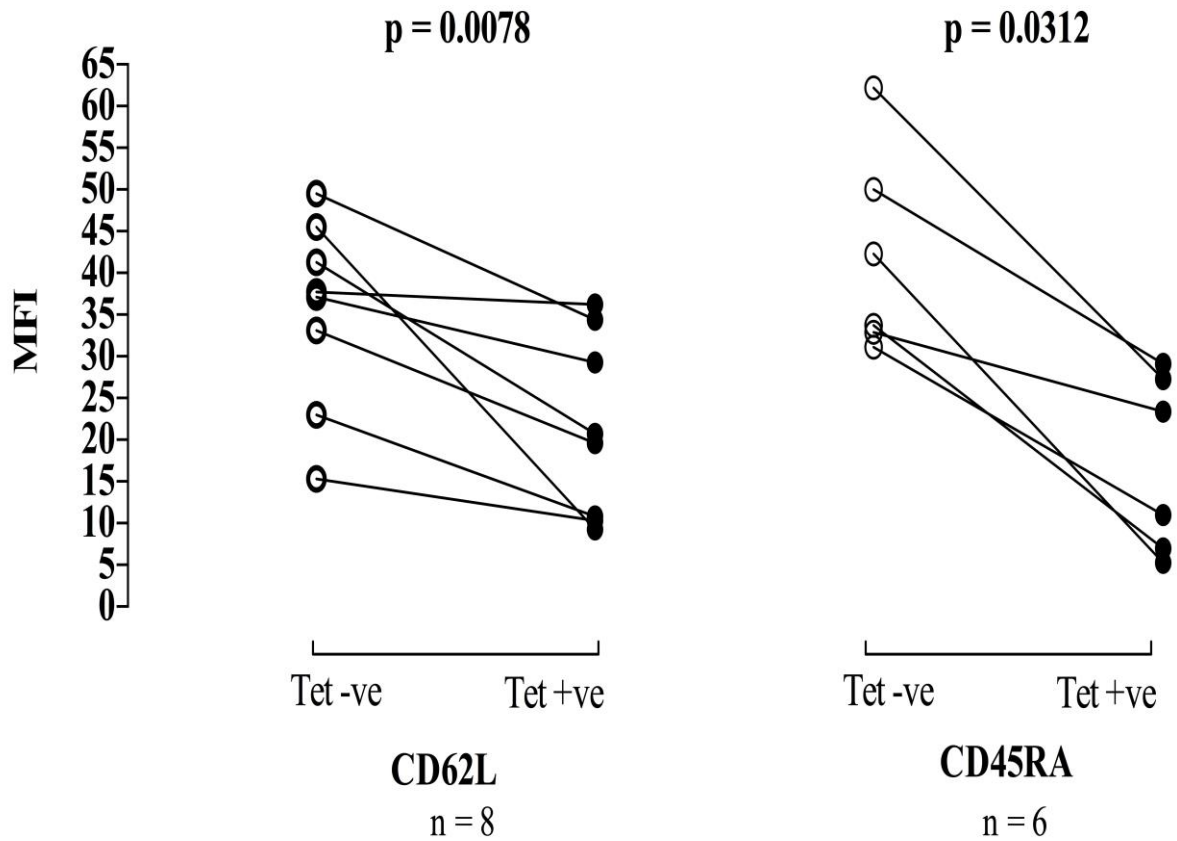 p = 0.0078
p = 0.0312
MFI
65
60
55
50
45
40
35
30
25
20
15
10
5
0
Tet -ve
Tet +ve
Tet -ve
Tet +ve
CD62L
CD45RA
n = 8
n = 6